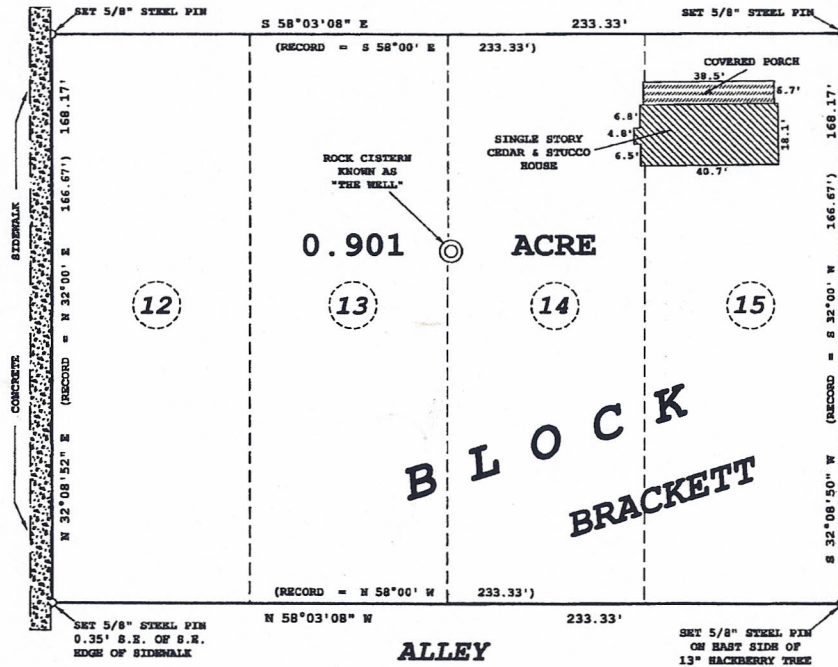 SET 5/8" STEEL PIN
SET 5/8" STEEL PIN
S 58°03'08" E 233.33'
(RECORD = S 58°00' E 233.33')
COVERED PORCH
38.5'
6.7'
6.8'
4.8'
6.5'
18.1'
40.7'
SINGLE STORY
CEDAR & STUCCO
HOUSE
ROCK CISTERN
KNOWN AS
"THE WELL"
0.901 ACRE
12
13
14
15
SIDEWALK
CONCRETE
N 32°08'52" E 168.17'
(RECORD = N 32°00' E 166.67')
168.17'
S 32°08'50" W
(RECORD = S 32°00' W 166.67')
BLOCK
BRACKETT
(RECORD = N 58°00' W 233.33')
N 58°03'08" W 233.33'
SET 5/8" STEEL PIN
0.35' S.E. OF S.E.
EDGE OF SIDEWALK
ALLEY
SET 5/8" STEEL PIN
ON EAST SIDE OF
13" HACKBERRY TREE